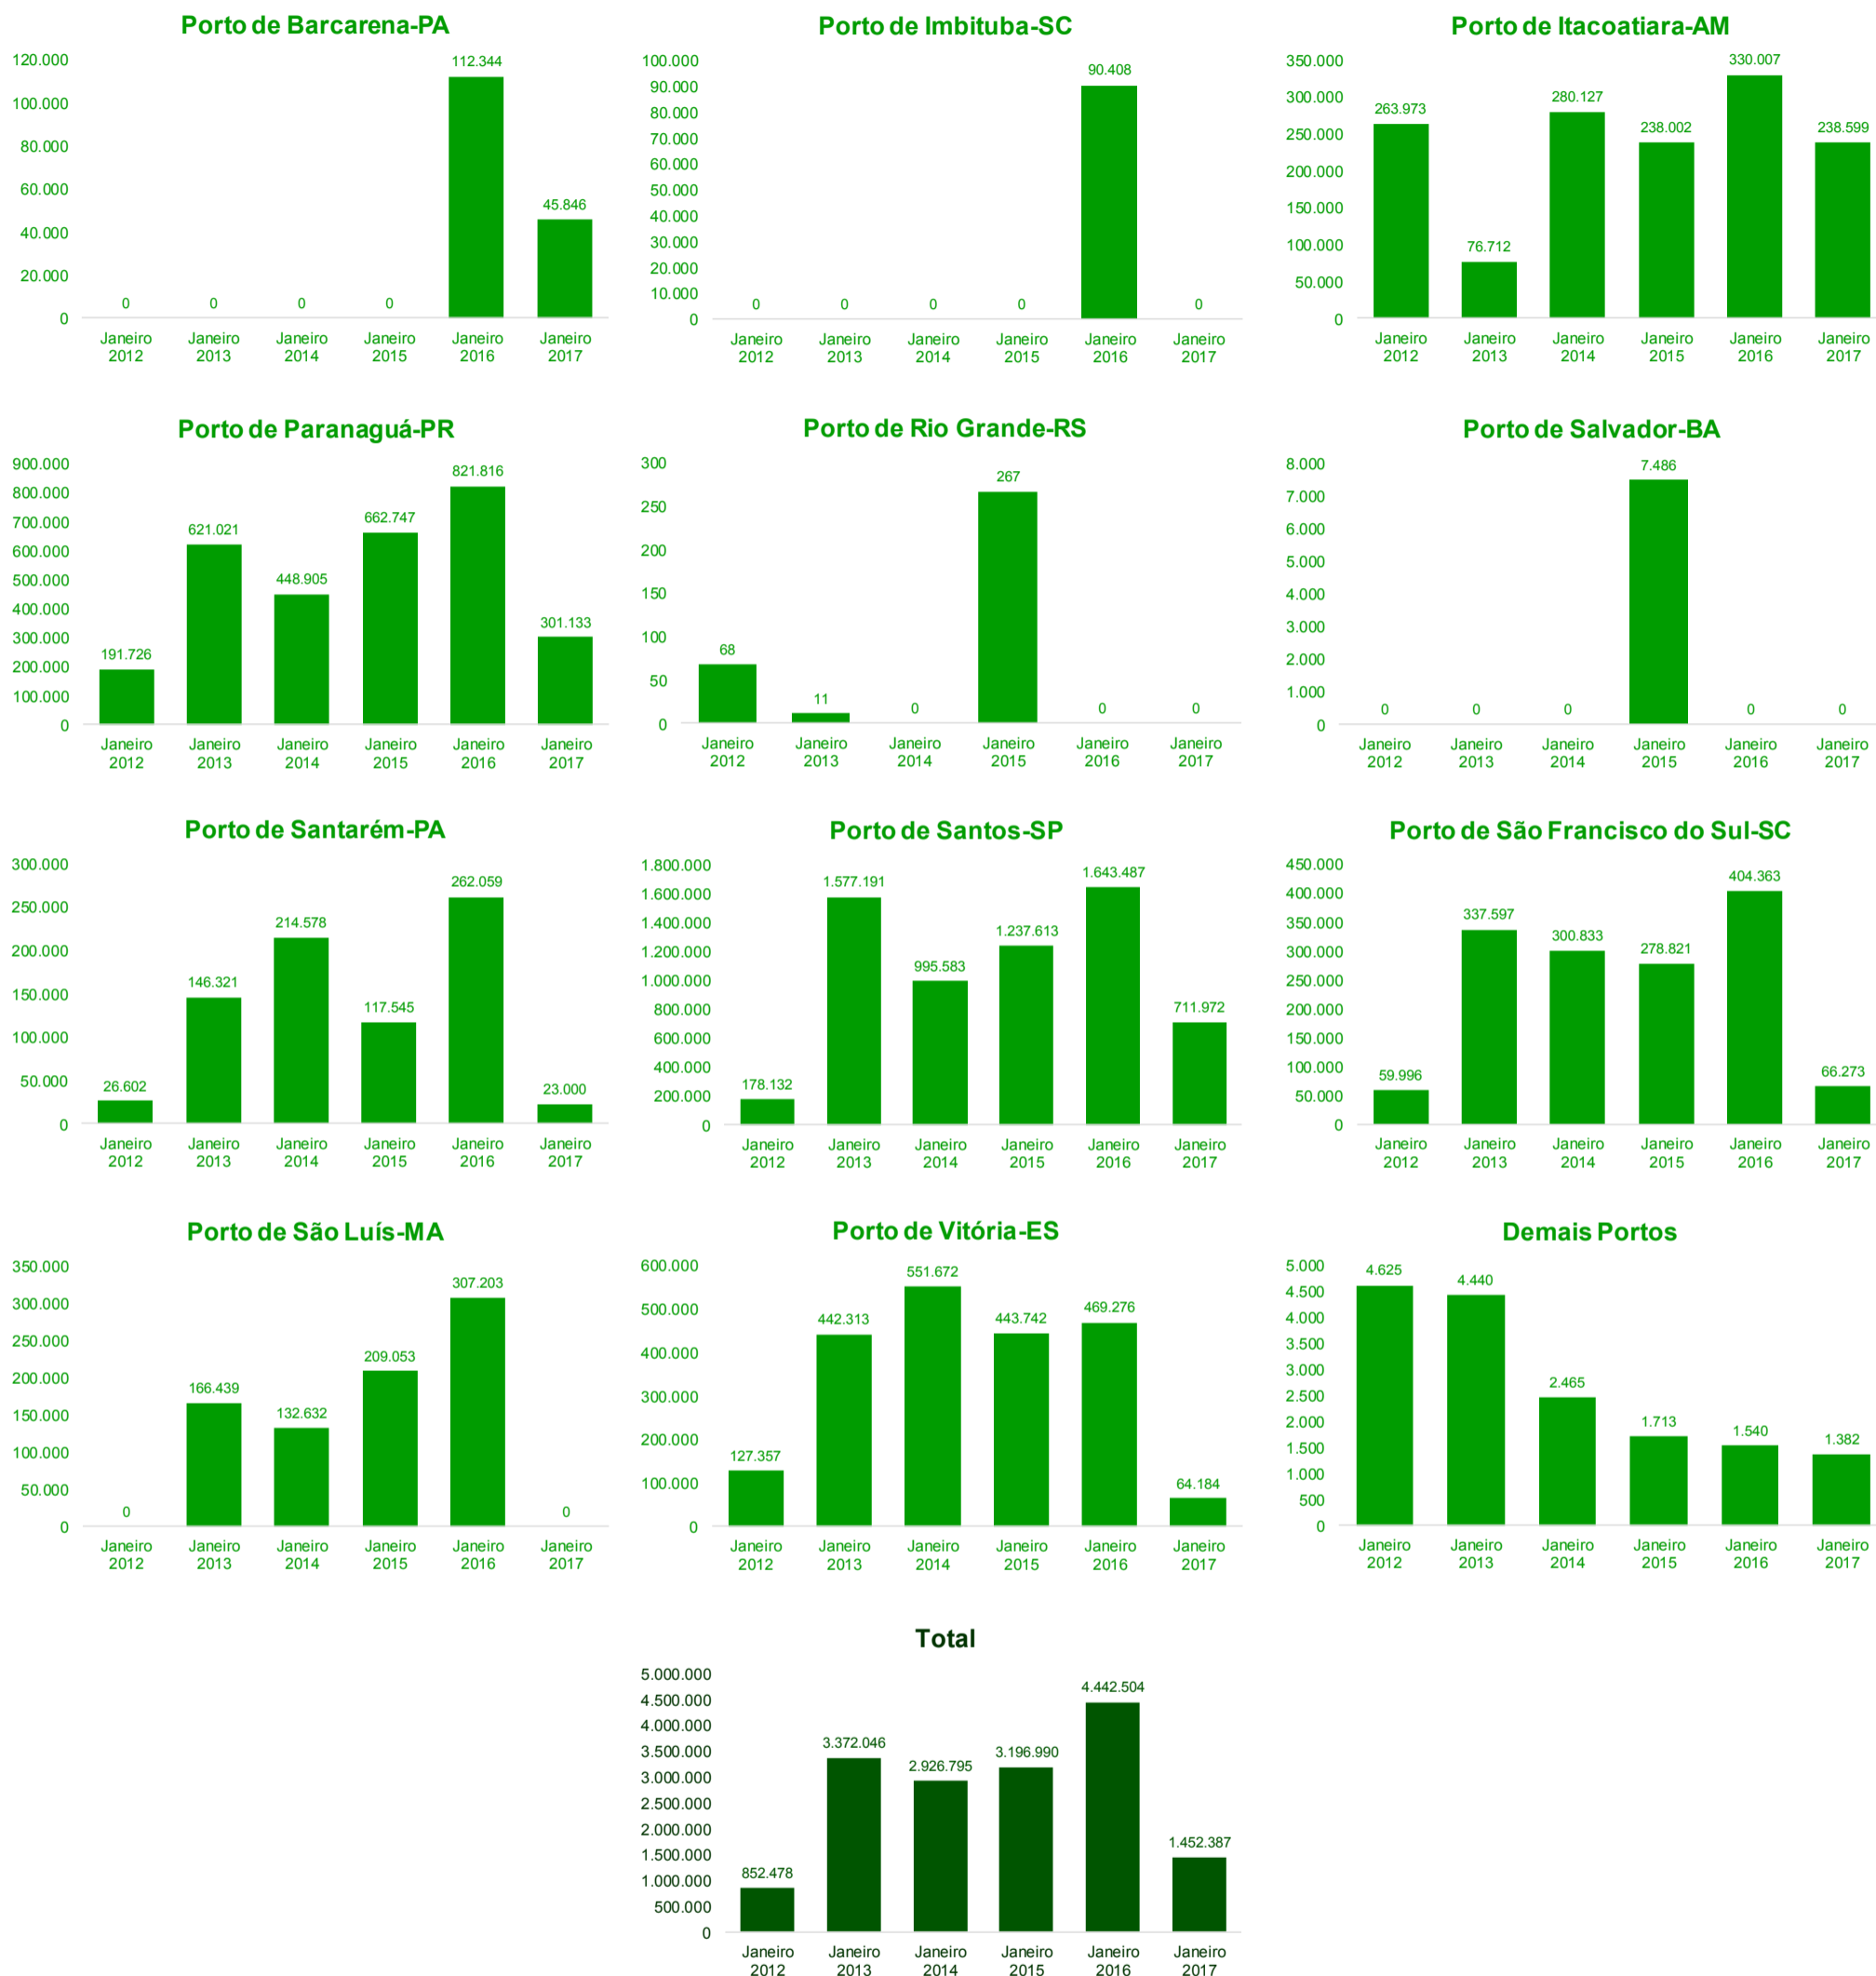 Porto de Barcarena-PA
120.000
100.000
80.000
60.000
40.000
20.000
0
0
0
0
0
112.344
45.846
Janeiro 2012
Janeiro 2013
Janeiro 2014
Janeiro 2015
Janeiro 2016
Janeiro 2017
Porto de Imbituba-SC
100.000
90.000
80.000
70.000
60.000
50.000
40.000
30.000
20.000
10.000
0
0
0
0
0
90.408
0
Janeiro 2012
Janeiro 2013
Janeiro 2014
Janeiro 2015
Janeiro 2016
Janeiro 2017
Porto de Itacoatiara-AM
350.000
300.000
250.000
200.000
150.000
100.000
50.000
0
263.973
76.712
280.127
238.002
330.007
238.599
Janeiro 2012
Janeiro 2013
Janeiro 2014
Janeiro 2015
Janeiro 2016
Janeiro 2017
Porto de Paranaguá-PR
900.000
800.000
700.000
600.000
500.000
400.000
300.000
200.000
100.000
0
191.726
621.021
448.905
662.747
821.816
301.133
Janeiro 2012
Janeiro 2013
Janeiro 2014
Janeiro 2015
Janeiro 2016
Janeiro 2017
Porto de Rio Grande-RS
300
250
200
150
100
50
0
68
11
0
267
0
0
Janeiro 2012
Janeiro 2013
Janeiro 2014
Janeiro 2015
Janeiro 2016
Janeiro 2017
Porto de Salvador-BA
8.000
7.000
6.000
5.000
4.000
3.000
2.000
1.000
0
0
0
0
7.486
0
0
Janeiro 2012
Janeiro 2013
Janeiro 2014
Janeiro 2015
Janeiro 2016
Janeiro 2017
Porto de Santarém-PA
300.000
250.000
200.000
150.000
100.000
50.000
0
26.602
146.321
214.578
117.545
262.059
23.000
Janeiro 2012
Janeiro 2013
Janeiro 2014
Janeiro 2015
Janeiro 2016
Janeiro 2017
Porto de Santos-SP
1.800.000
1.600.000
1.400.000
1.200.000
1.000.000
800.000
600.000
400.000
200.000
0
178.132
1.577.191
995.583
1.237.613
1.643.487
711.972
Janeiro 2012
Janeiro 2013
Janeiro 2014
Janeiro 2015
Janeiro 2016
Janeiro 2017
Porto de São Francisco do Sul-SC
450.000
400.000
350.000
300.000
250.000
200.000
150.000
100.000
50.000
0
59.996
337.597
300.833
278.821
404.363
66.273
Janeiro 2012
Janeiro 2013
Janeiro 2014
Janeiro 2015
Janeiro 2016
Janeiro 2017
Porto de São Luís-MA
350.000
300.000
250.000
200.000
150.000
100.000
50.000
0
0
166.439
132.632
209.053
307.203
0
Janeiro 2012
Janeiro 2013
Janeiro 2014
Janeiro 2015
Janeiro 2016
Janeiro 2017
Porto de Vitória-ES
600.000
500.000
400.000
300.000
200.000
100.000
0
127.357
442.313
551.672
443.742
469.276
64.184
Janeiro 2012
Janeiro 2013
Janeiro 2014
Janeiro 2015
Janeiro 2016
Janeiro 2017
Demais Portos
5.000
4.500
4.000
3.500
3.000
2.500
2.000
1.500
1.000
500
0
4.625
4.440
2.465
1.713
1.540
1.382
Janeiro 2012
Janeiro 2013
Janeiro 2014
Janeiro 2015
Janeiro 2016
Janeiro 2017
Total
5.000.000
4.500.000
4.000.000
3.500.000
3.000.000
2.500.000
2.000.000
1.500.000
1.000.000
500.000
0
852.478
3.372.046
2.926.795
3.196.990
4.442.504
1.452.387
Janeiro 2012
Janeiro 2013
Janeiro 2014
Janeiro 2015
Janeiro 2016
Janeiro 2017